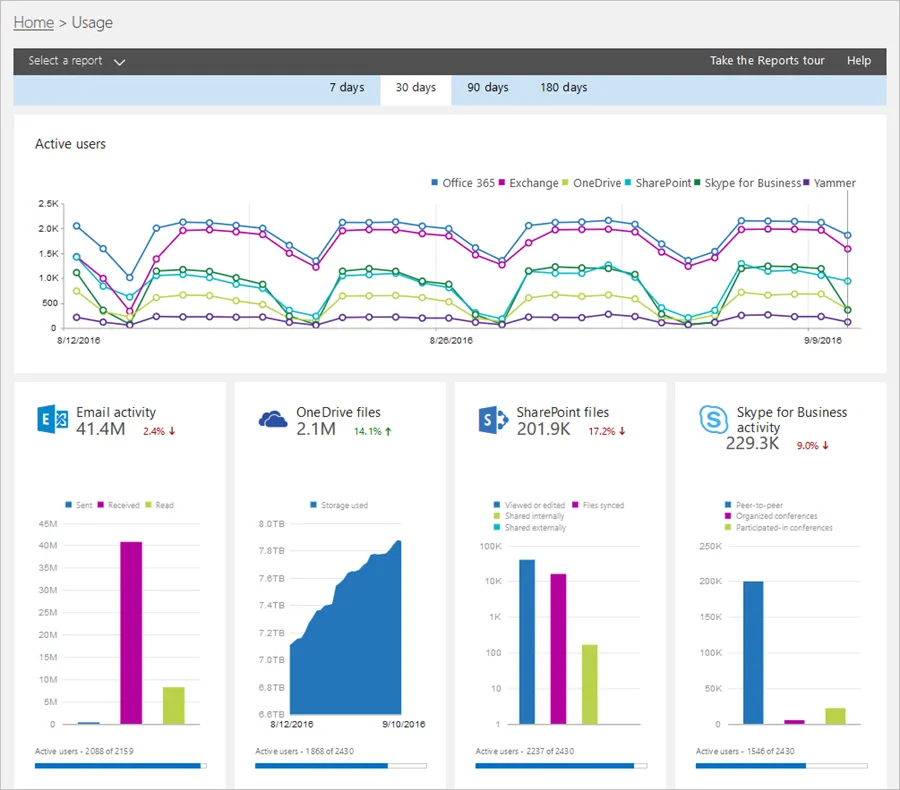 Home > Usage
Select a report
Take the Reports tour
Help
7 days
30 days
90 days
180 days
Active users
Office 365
Exchange
OneDrive
SharePoint
Skype for Business
Yammer
2.5K
2.0K
1.5K
1.0K
500
0
8/12/2016
8/26/2016
9/9/2016
E
Email activity
41.4M
2.4%
Sent
Received
Read
45M
40M
35M
30M
25M
20M
15M
10M
5M
0
Active users - 2088 of 2159
OneDrive files
2.1M
14.1%
Storage used
8.0TB
7.8TB
7.6TB
7.4TB
7.2TB
7.0TB
6.8TB
6.6TB
8/12/2016
9/10/2016
Active users - 1868 of 2430
S
SharePoint files
201.9K
17.2%
Viewed or edited
Files synced
Shared internally
Shared externally
100K
10K
1K
100
10
1
Active users - 2237 of 2430
S
Skype for Business
activity
229.3K
9.0%
Peer-to-peer
Organized conferences
Participated-in conferences
250K
200K
150K
100K
50K
0
Active users - 1546 of 2430